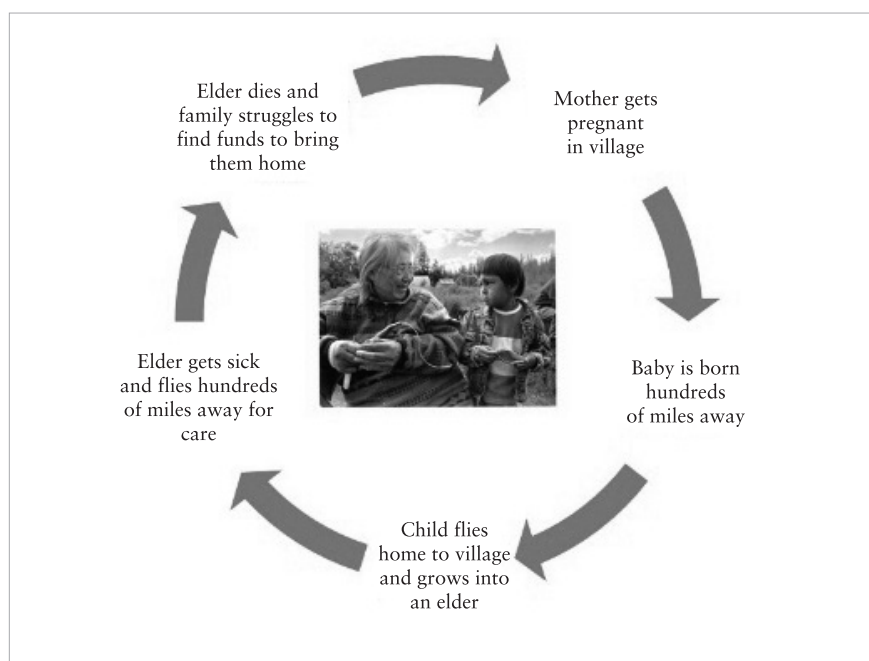 Mother gets
pregnant
in village
Baby is born
hundreds
of miles away
Child flies
home to village
and grows into
an elder
Elder gets sick
and flies hundreds
of miles away for
care
Elder dies and
family struggles to
find funds to bring
them home